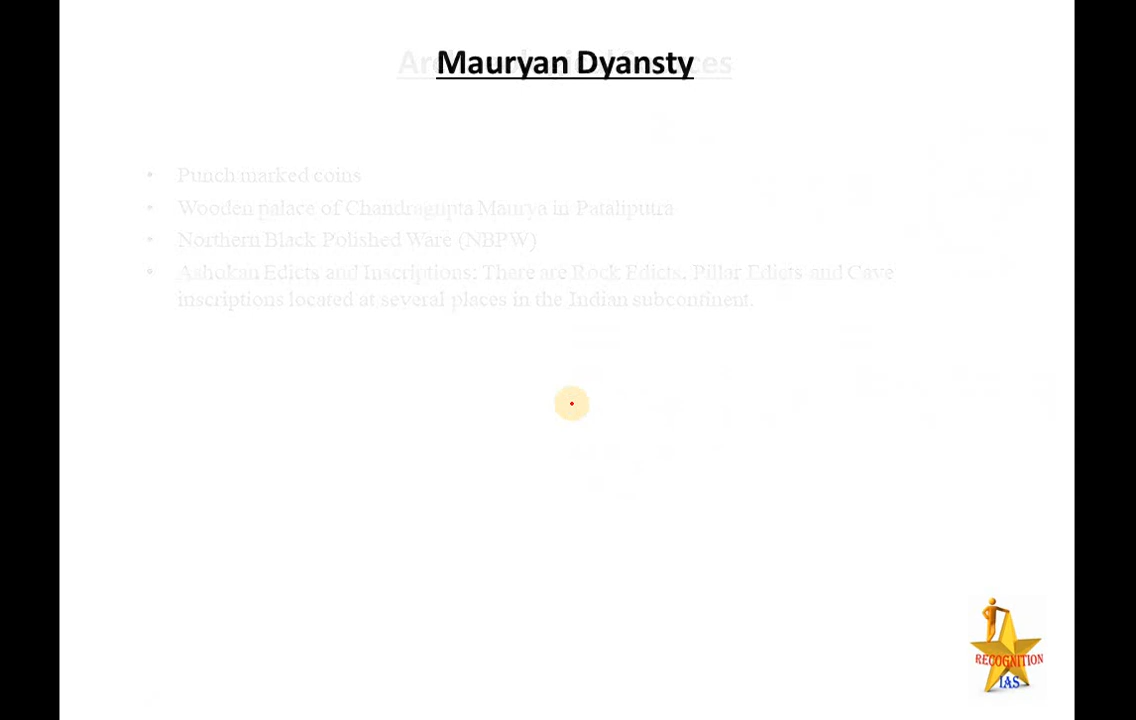 Mauryan Dyansty
• Punch marked coins
• Wooden palace of Chandragupta Maurya in Pataliputra
• Northern Black Polished Ware (NBPW)
• Ashokan Edicts and Inscriptions: There are Rock Edicts, Pillar Edicts and Cave
inscriptions located at several places in the Indian subcontinent.
RECOGNITION
IAS